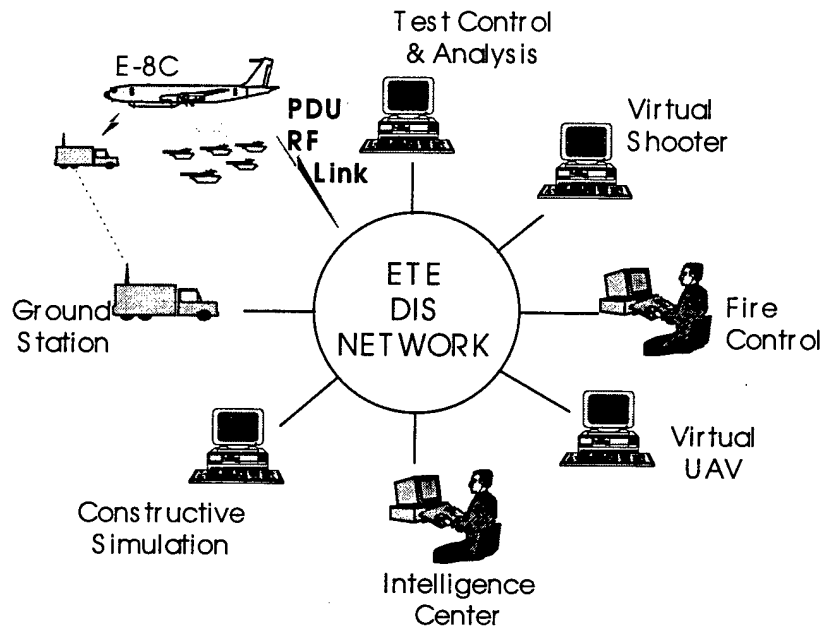 Test Control
& Analysis
E-8C
PDU
RF
Link
Virtual
Shooter
ETE
DIS
NETWORK
Ground
Station
Fire
Control
Virtual
UAV
Constructive
Simulation
Intelligence
Center